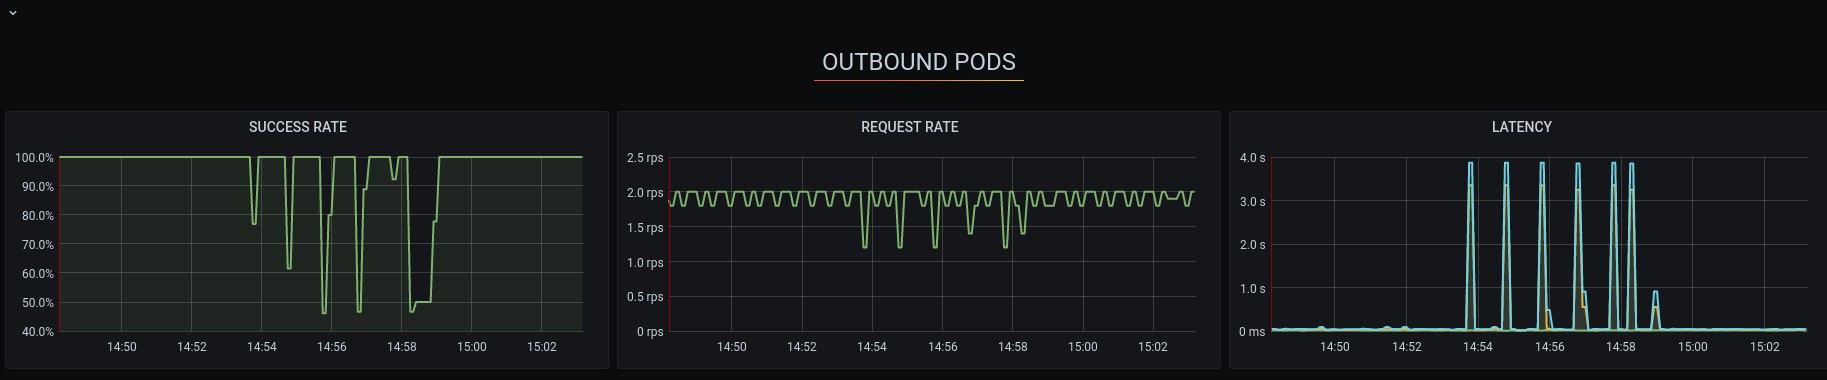 OUTBOUND PODS
SUCCESS RATE
100.0%
90.0%
80.0%
70.0%
60.0%
50.0%
40.0%
14:50 14:52 14:54 14:56 14:58 15:00 15:02
REQUEST RATE
2.5 rps
2.0 rps
1.5 rps
1.0 rps
0.5 rps
0 rps
14:50 14:52 14:54 14:56 14:58 15:00 15:02
LATENCY
4.0 s
3.0 s
2.0 s
1.0 s
0 ms
14:50 14:52 14:54 14:56 14:58 15:00 15:02